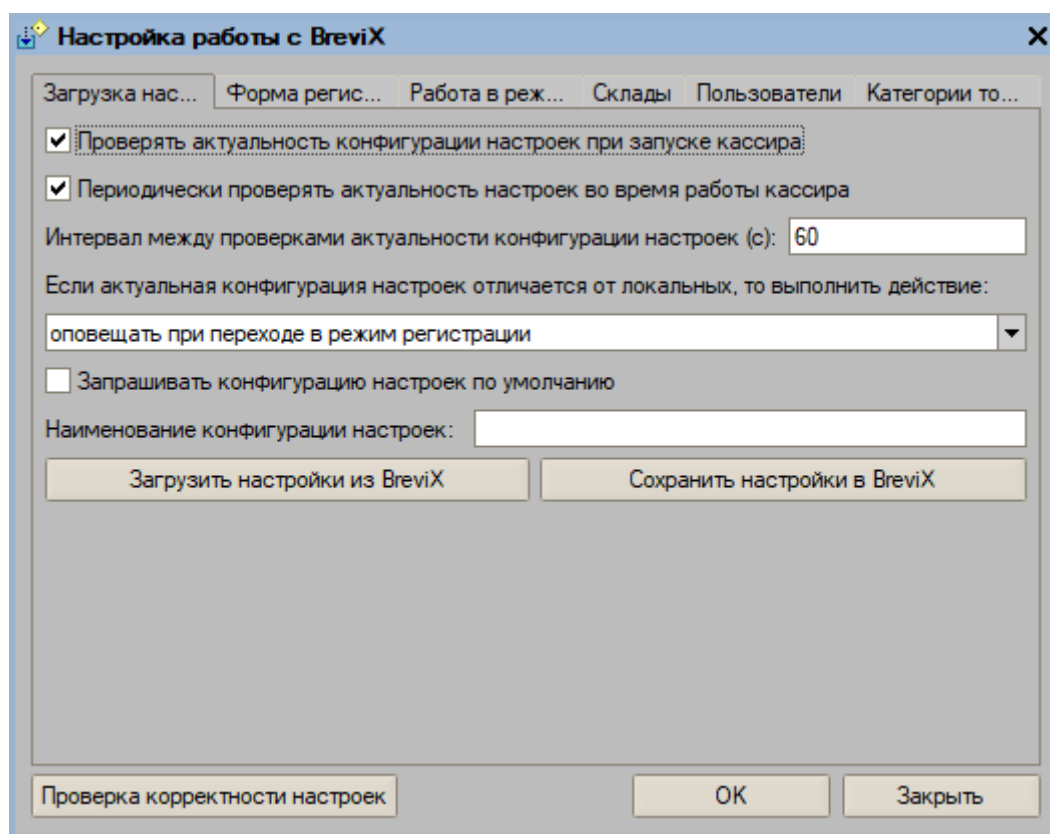 Настройка работы с BreviX
Загрузка нас... Форма регис... Работа в реж... Склады Пользователи Категории то...
Проверять актуальность конфигурации настроек при запуске кассира
Периодически проверять актуальность настроек во время работы кассира
Интервал между проверками актуальности конфигурации настроек (с): 60
Если актуальная конфигурация настроек отличается от локальных, то выполнить действие:
оповещать при переходе в режим регистрации
Запрашивать конфигурацию настроек по умолчанию
Наименование конфигурации настроек:
Загрузить настройки из BreviX Сохранить настройки в BreviX
Проверка корректности настроек OK Закрыть